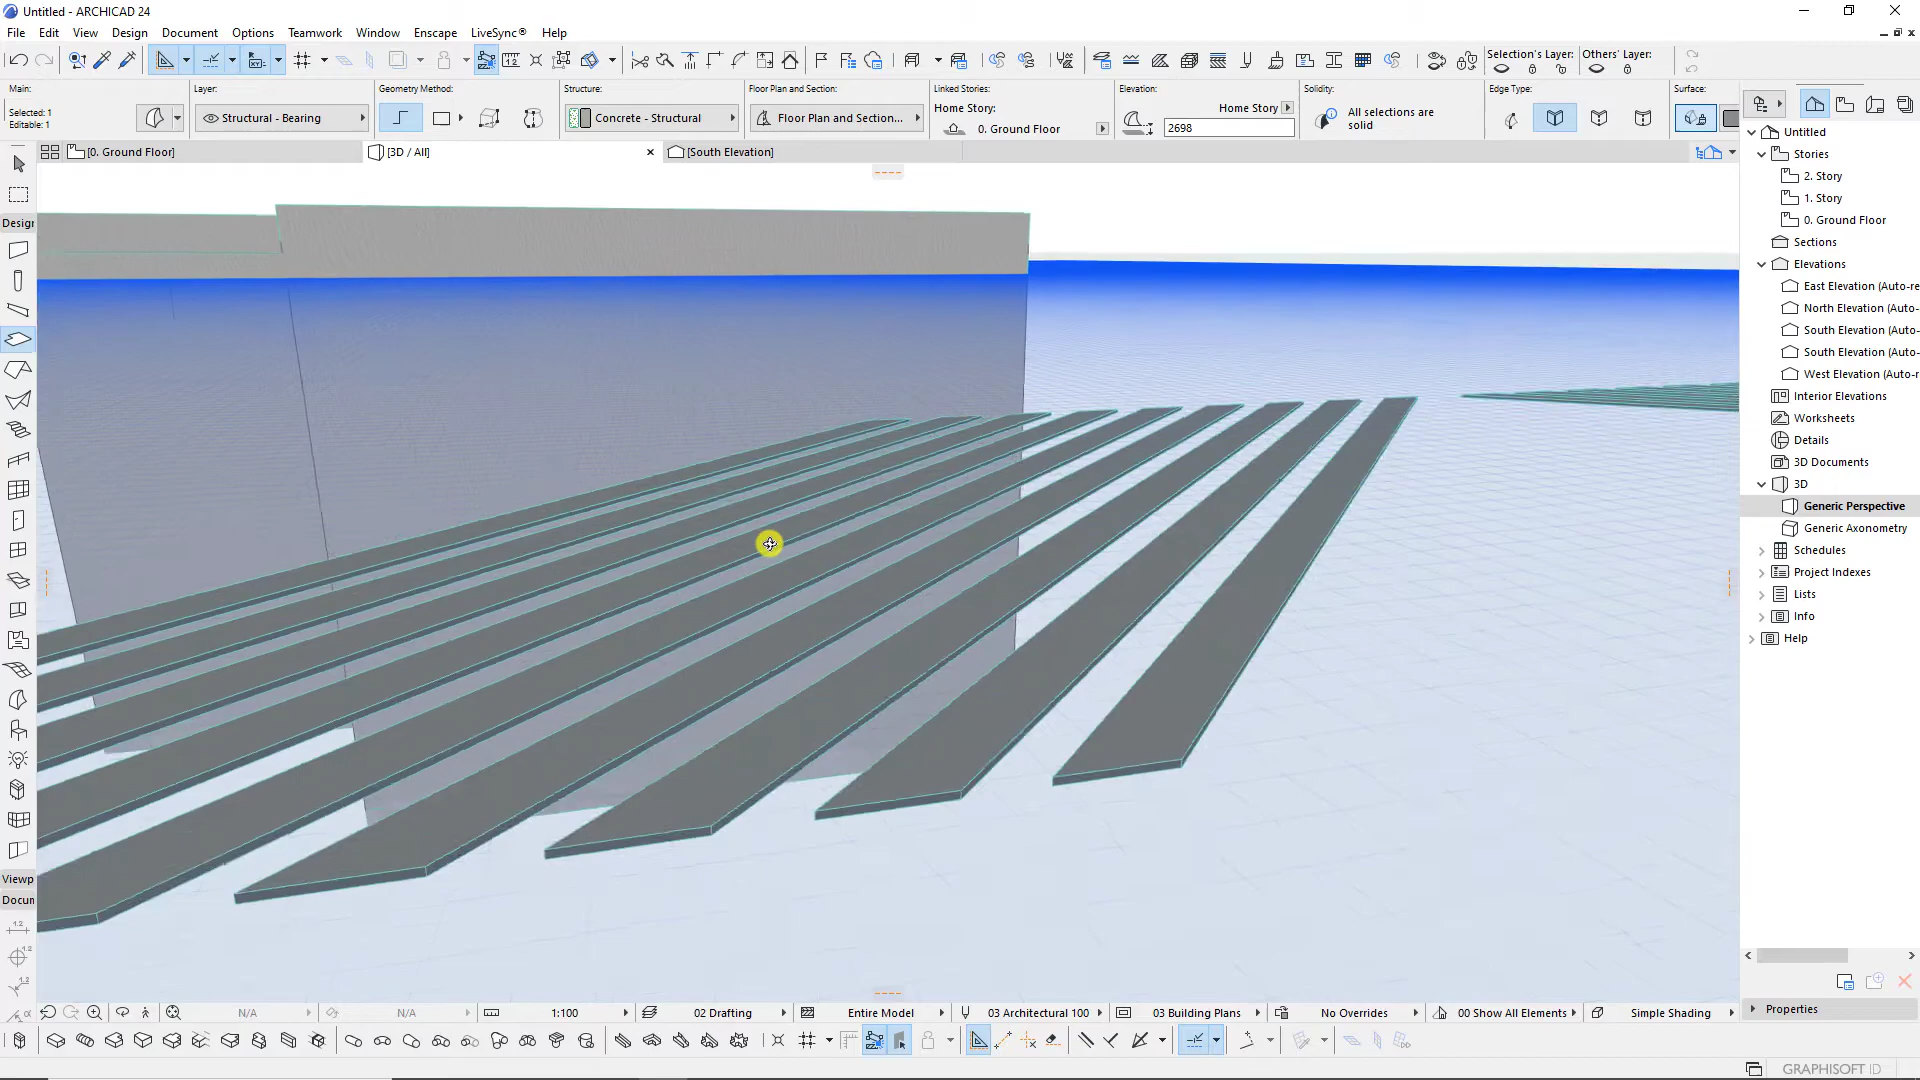 Untitled - ARCHICAD 24
File Edit View Design Document Options Teamwork Window Enscape LiveSync® Help
Selection's Layer: Others' Layer:
Main: Layer: Geometry Method: Structure: Floor Plan and Section: Linked Stories: Elevation: Solidity: Edge Type: Surface:
Selected: 1
Editable: 1
Structural - Bearing
Concrete - Structural
Floor Plan and Section...
Home Story:
0. Ground Floor
Home Story
2698
All selections are
solid
[0. Ground Floor]
[3D / All]
[South Elevation]
Design
Viewp
Docum
Untitled
Stories
2. Story
1. Story
0. Ground Floor
Sections
Elevations
East Elevation (Auto-re
North Elevation (Auto-
South Elevation (Auto-
South Elevation (Auto-
West Elevation (Auto-r
Interior Elevations
Worksheets
Details
3D Documents
3D
Generic Perspective
Generic Axonometry
Schedules
Project Indexes
Lists
Info
Help
Properties
N/A N/A 1:100 02 Drafting Entire Model 03 Architectural 100 03 Building Plans No Overrides 00 Show All Elements Simple Shading
GRAPHISOFT ID